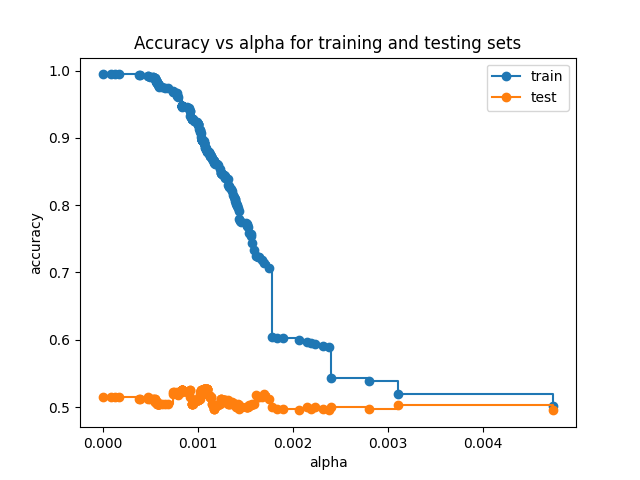 Accuracy vs alpha for training and testing sets
train
test
accuracy
1.0
0.9
0.8
0.7
0.6
0.5
0.000
0.001
0.002
0.003
0.004
alpha